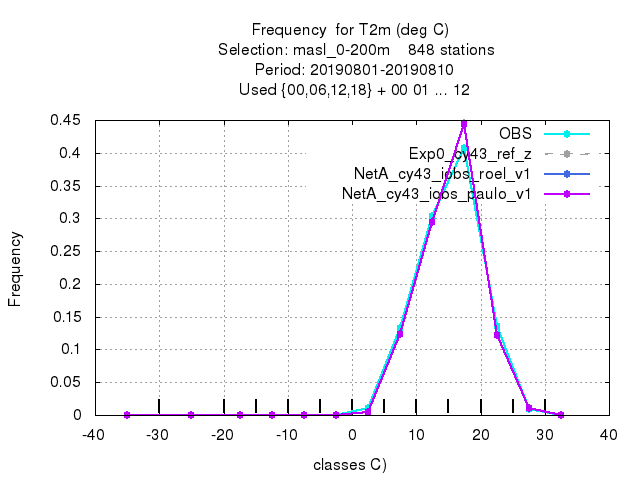 Frequency  for T2m (deg C)
Selection: masl_0-200m    848 stations
Period: 20190801-20190810
Used {00,06,12,18} + 00 01 ... 12
OBS
Exp0_cy43_ref_z
NetA_cy43_iobs_roel_v1
NetA_cy43_iobs_paulo_v1
Frequency
0.45
0.4
0.35
0.3
0.25
0.2
0.15
0.1
0.05
0
-40 -30 -20 -10 0 10 20 30 40
classes C)